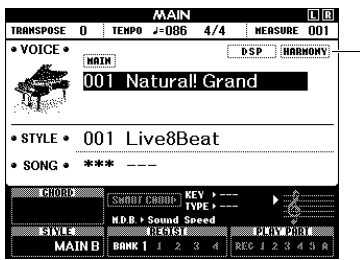 MAIN L R
TRANSPOSE 0 TEMPO ♩=086 4/4 MEASURE 001
• VOICE • DSP HARMONY
MAIN
001 Natural! Grand
• STYLE • 001 Live8Beat
• SONG • *** ---
CHORD SMART CHORD KEY ▸ ---
TYPE ▸ ---
M.D.B. ▸ Sound Speed
STYLE REGIST PLAY PART
MAIN B BANK 1 1 2 3 4 REC 1 2 3 4 5 A